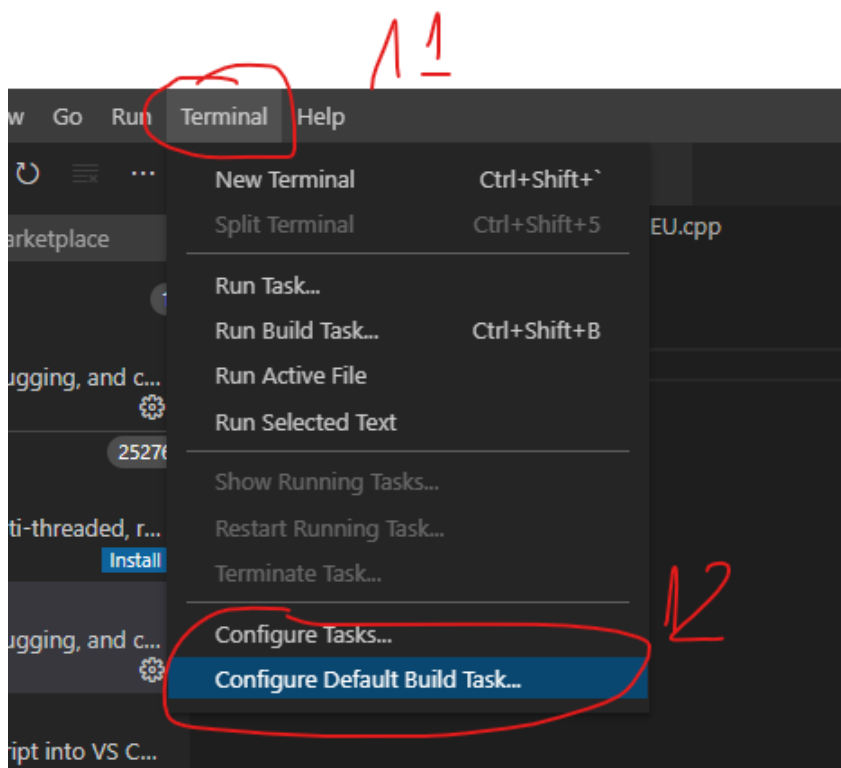 11
w Go Run Terminal Help
New Terminal Ctrl+Shift+`
Split Terminal Ctrl+Shift+5
EU.cpp
arketplace
Run Task...
Run Build Task... Ctrl+Shift+B
ugging, and c...
Run Active File
Run Selected Text
25276
Show Running Tasks...
ti-threaded, r...
Restart Running Task...
Install
Terminate Task...
12
ugging, and c...
Configure Tasks...
Configure Default Build Task...
ript into VS C...